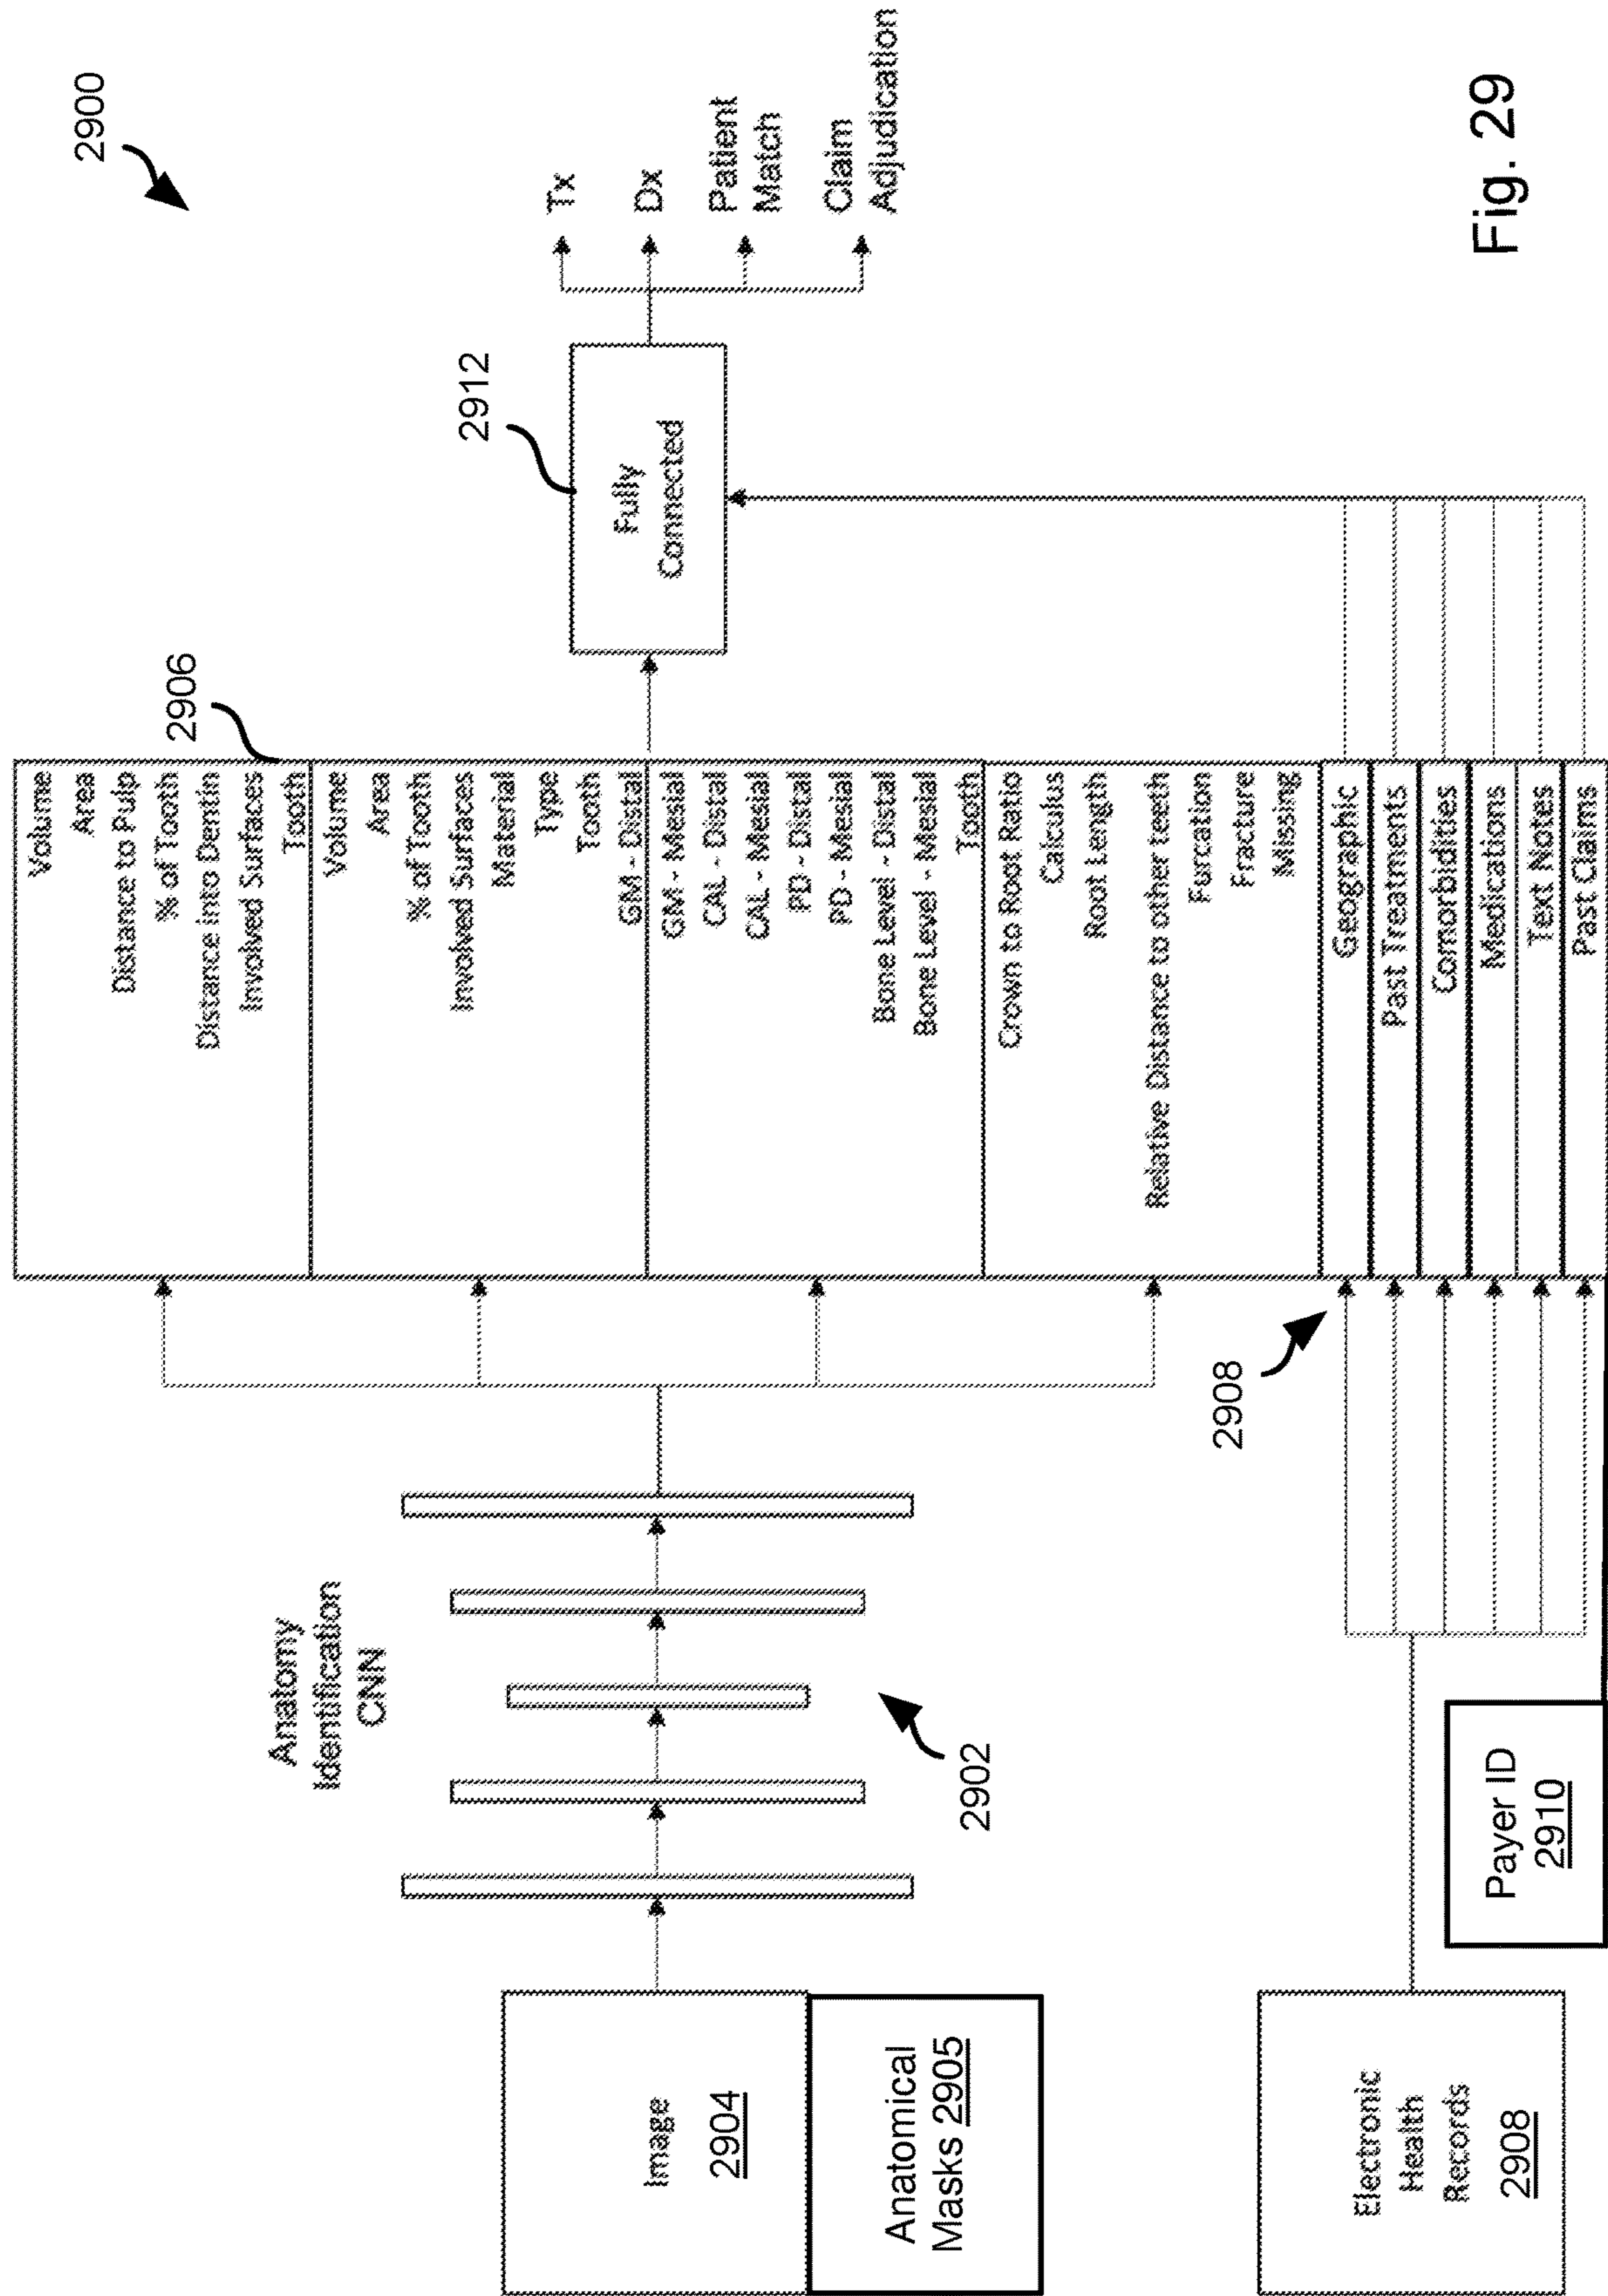 2900
Anatomy
Identification
CNN
Image
2904
Anatomical
Masks 2905
2902
2906
Volume
Area
Distance to Pulp
% of Tooth
Distance into Dentin
Involved Surfaces
Tooth
Volume
Area
% of Tooth
Involved Surfaces
Material
Type
Tooth
GM - Distal
GM - Mesial
CAL - Distal
CAL - Mesial
PD - Distal
PD - Mesial
Bone Level - Distal
Bone Level - Mesial
Tooth
Crown to Root Ratio
Calculus
Root Length
Relative Distance to other teeth
Furcation
Fracture
Missing
Geographic
Past Treatments
Comorbidities
Medications
Text Notes
Past Claims
2908
Electronic
Health
Records
2908
Payer ID
2910
2912
Fully
Connected
Tx
Dx
Patient
Match
Claim
Adjudication
Fig. 29